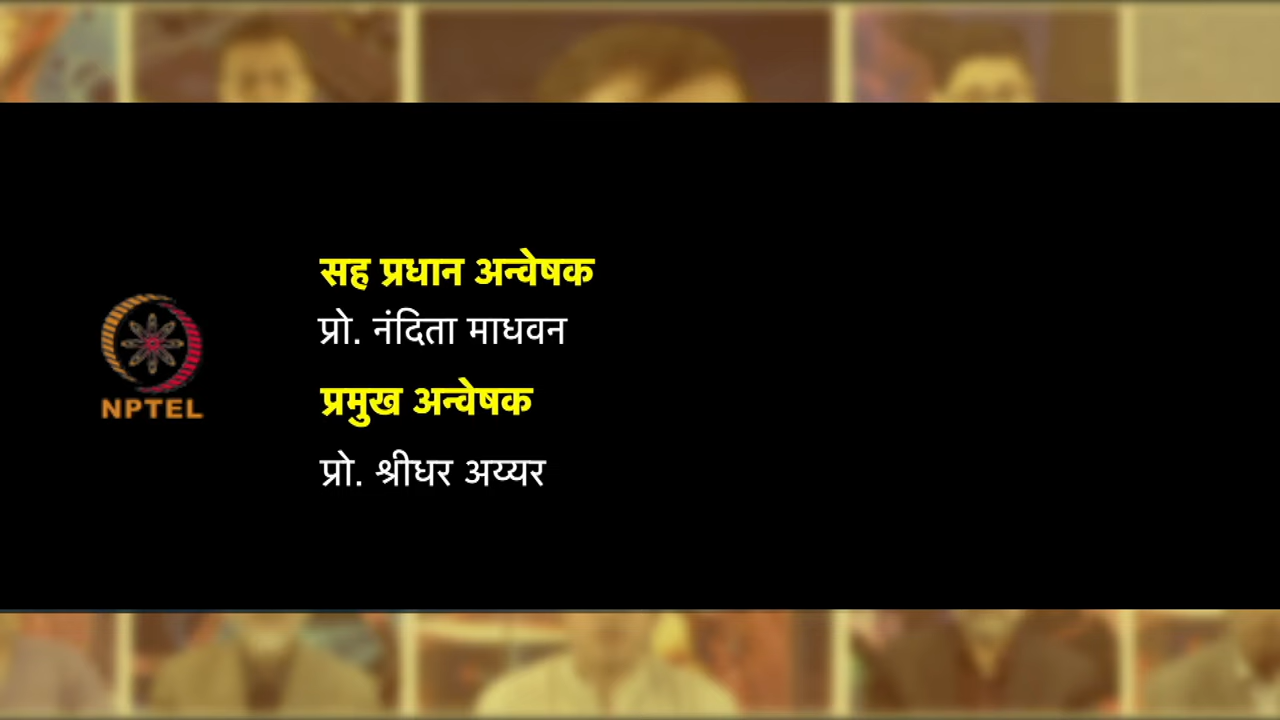 सह प्रधान अन्वेषक
प्रो. नंदिता माधवन
प्रमुख अन्वेषक
प्रो. श्रीधर अय्यर
NPTEL